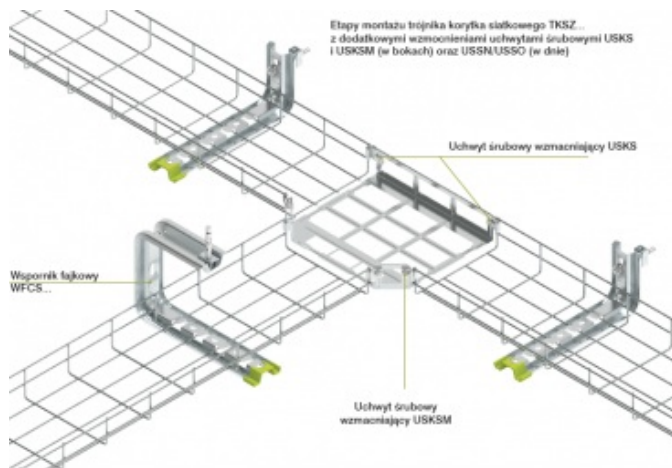 Etapy montażu trójnika korytka siatkowego TKSZ...
z dodatkowymi wzmocnieniami uchwytami śrubowymi USKS
i USKSM (w bokach) oraz USSN/USSO (w dnie)
Uchwyt śrubowy wzmacniający USKS
Wspornik fajkowy
WFCS...
Uchwyt śrubowy
wzmacniający USKSM